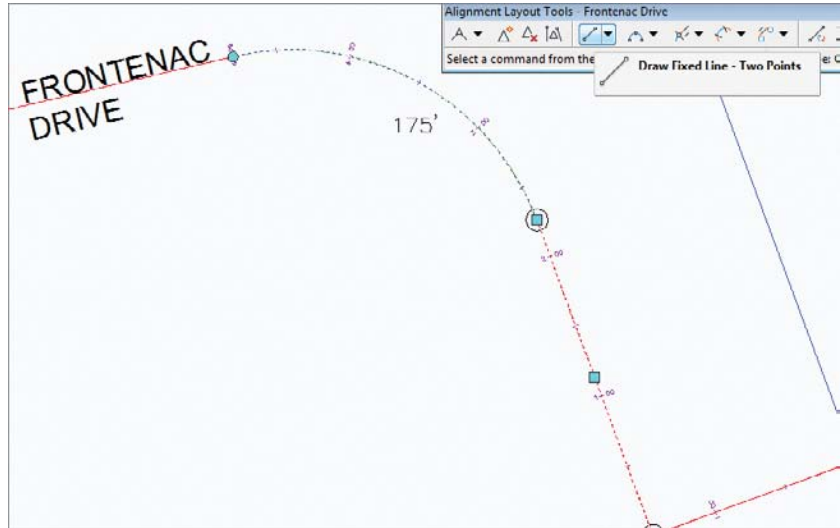 Alignment Layout Tools - Frontenac Drive
Select a command from the
Draw Fixed Line - Two Points
FRONTENAC
DRIVE
175'